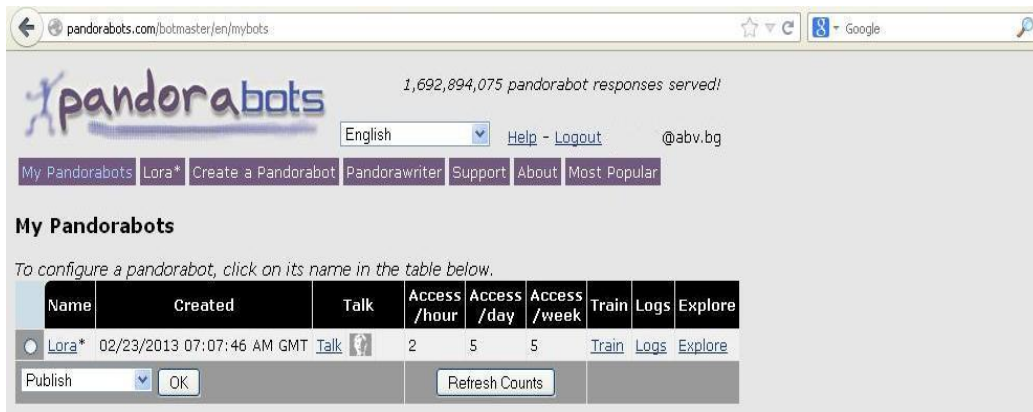 pandorabots.com/botmaster/en/mybots
Google
pandorabots
1,692,894,075 pandorabot responses served!
English
Help - Logout
@abv.bg
My Pandorabots Lora* Create a Pandorabot Pandorawriter Support About Most Popular
My Pandorabots
To configure a pandorabot, click on its name in the table below.
Name Created Talk Access /hour Access /day Access /week Train Logs Explore
Lora* 02/23/2013 07:07:46 AM GMT Talk 2 5 5 Train Logs Explore
Publish OK Refresh Counts